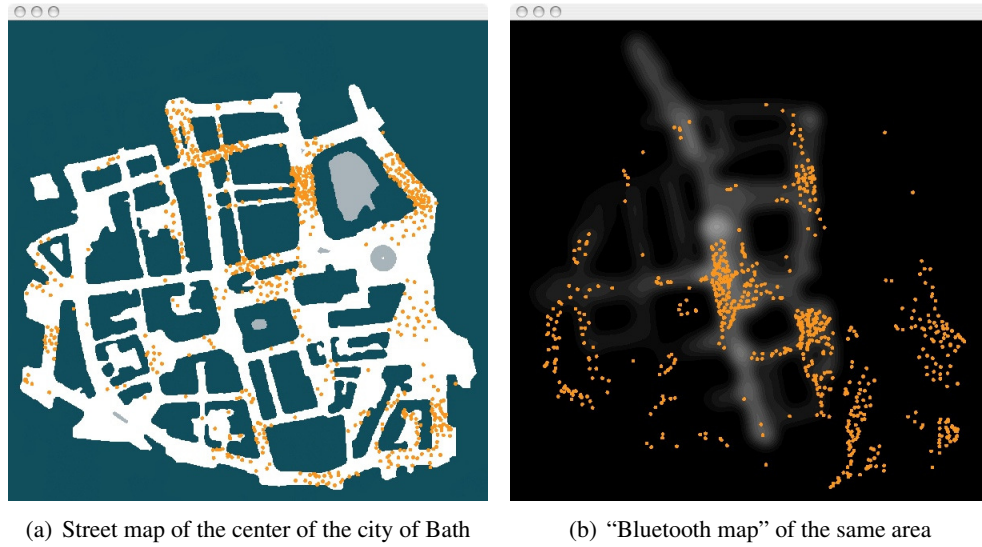 (a) Street map of the center of the city of Bath
(b) “Bluetooth map” of the same area